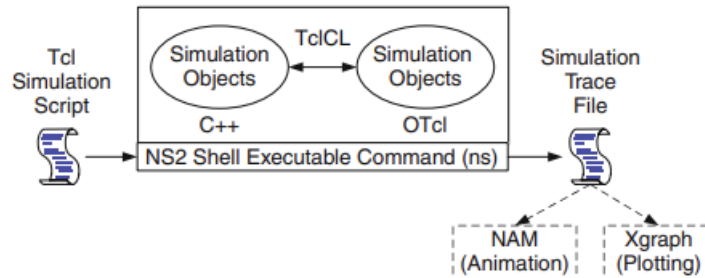 Tcl
Simulation
Script
Simulation
Objects
C++
TclCL
Simulation
Objects
OTcl
NS2 Shell Executable Command (ns)
Simulation
Trace
File
NAM
(Animation)
Xgraph
(Plotting)